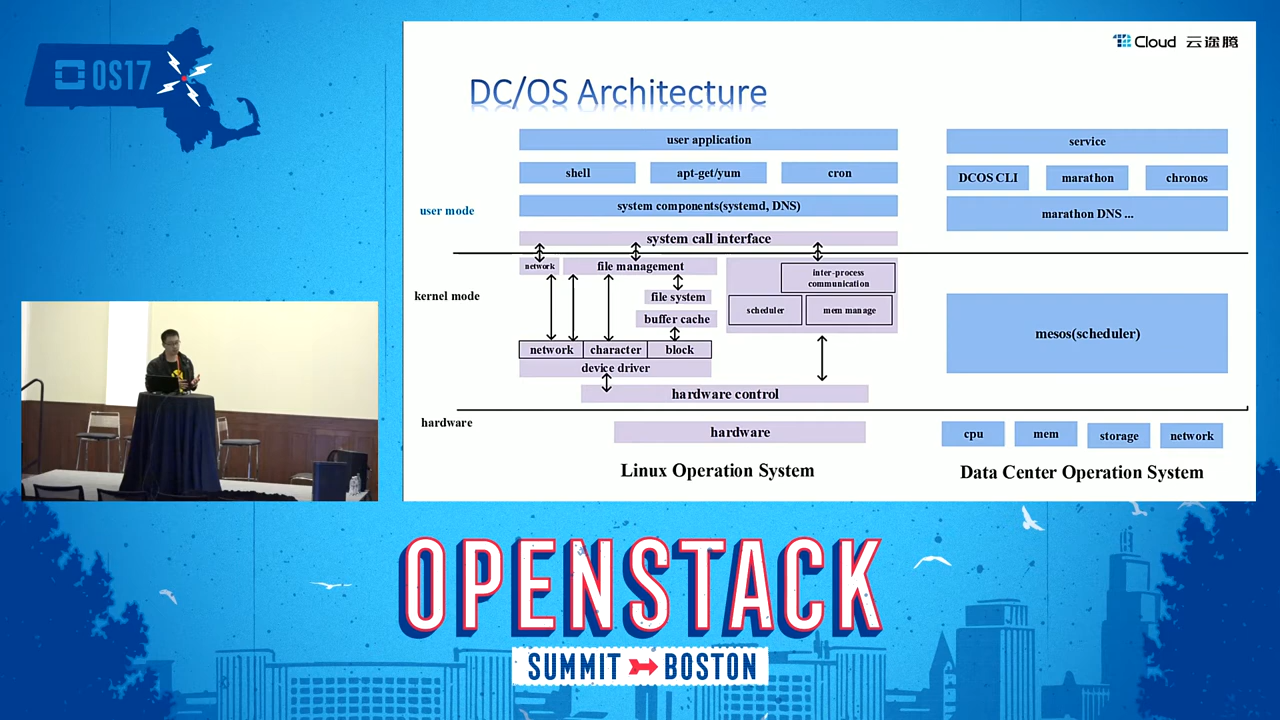 OS17
Cloud 云途腾
DC/OS Architecture
user application
service
shell
apt-get/yum
cron
DCOS CLI
marathon
chronos
user mode
system components(systemd, DNS)
marathon DNS ...
system call interface
network
file management
inter-process
communication
kernel mode
file system
scheduler
mem manage
buffer cache
mesos(scheduler)
network
character
block
device driver
hardware control
hardware
hardware
cpu
mem
storage
network
Linux Operation System
Data Center Operation System
OPENSTACK
SUMMIT BOSTON